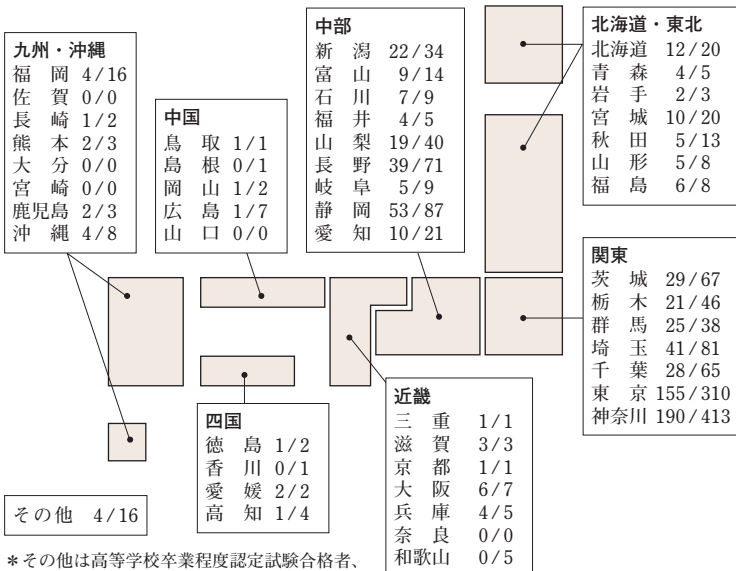 九州・沖縄
福岡 4/16
佐賀 0/0
長崎 1/2
熊本 2/3
大分 0/0
宮崎 0/0
鹿児島 2/3
沖縄 4/8
中国
鳥取 1/1
島根 0/1
岡山 1/2
広島 1/7
山口 0/0
中部
新潟 22/34
富山 9/14
石川 7/9
福井 4/5
山梨 19/40
長野 39/71
岐阜 5/9
静岡 53/87
愛知 10/21
北海道・東北
北海道 12/20
青森 4/5
岩手 2/3
宮城 10/20
秋田 5/13
山形 5/8
福島 6/8
関東
茨城 29/67
栃木 21/46
群馬 25/38
埼玉 41/81
千葉 28/65
東京 155/310
神奈川 190/413
近畿
三重 1/1
滋賀 3/3
京都 1/1
大阪 6/7
兵庫 4/5
奈良 0/0
和歌山 0/5
四国
徳島 1/2
香川 0/1
愛媛 2/2
高知 1/4
その他 4/16
*その他は高等学校卒業程度認定試験合格者、